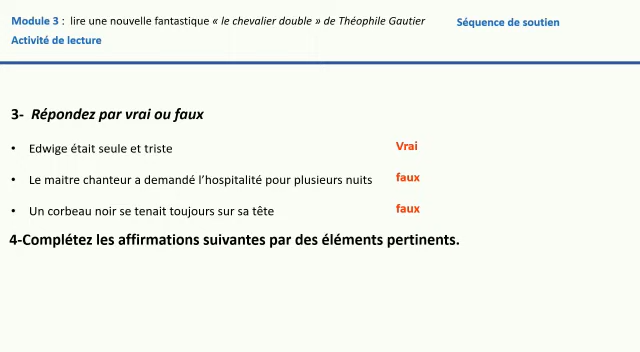 Module 3 : lire une nouvelle fantastique « le chevalier double » de Théophile Gautier
Séquence de soutien
Activité de lecture
3- Répondez par vrai ou faux
• Edwige était seule et triste Vrai
• Le maitre chanteur a demandé l’hospitalité pour plusieurs nuits faux
• Un corbeau noir se tenait toujours sur sa tête faux
4-Complétez les affirmations suivantes par des éléments pertinents.